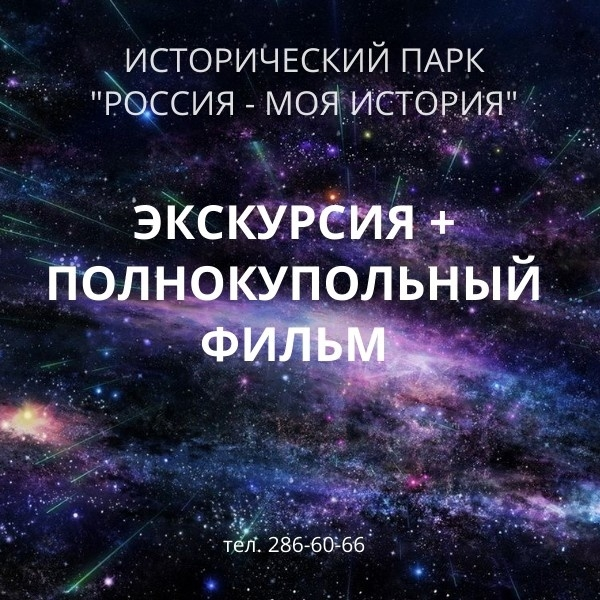 ИСТОРИЧЕСКИЙ ПАРК
"РОССИЯ - МОЯ ИСТОРИЯ"
ЭКСКУРСИЯ +
ПОЛНОКУПОЛЬНЫЙ
ФИЛЬМ
тел. 286-60-66